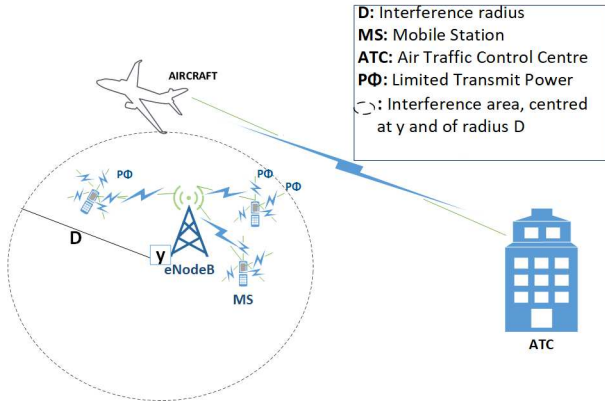 D: Interference radius
MS: Mobile Station
ATC: Air Traffic Control Centre
PΦ: Limited Transmit Power
: Interference area, centred
at y and of radius D
AIRCRAFT
PΦ
PΦ
PΦ
D
y
eNodeB
MS
ATC